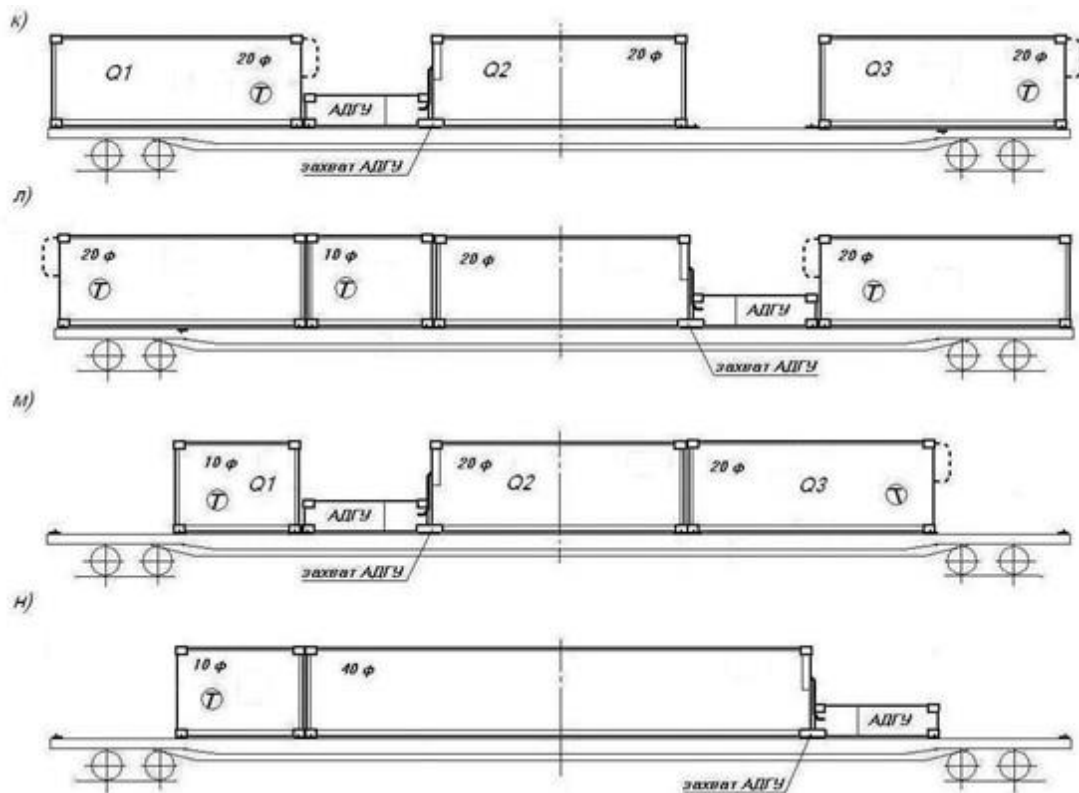 к)
Q1 20 ф Т АДГУ Q2 20 ф Q3 20 ф Т
захват АДГУ
л)
20 ф Т 10 ф Т 20 ф АДГУ 20 ф Т
захват АДГУ
м)
10 ф Q1 Т АДГУ 20 ф Q2 20 ф Q3 Т
захват АДГУ
н)
10 ф Т 40 ф АДГУ
захват АДГУ